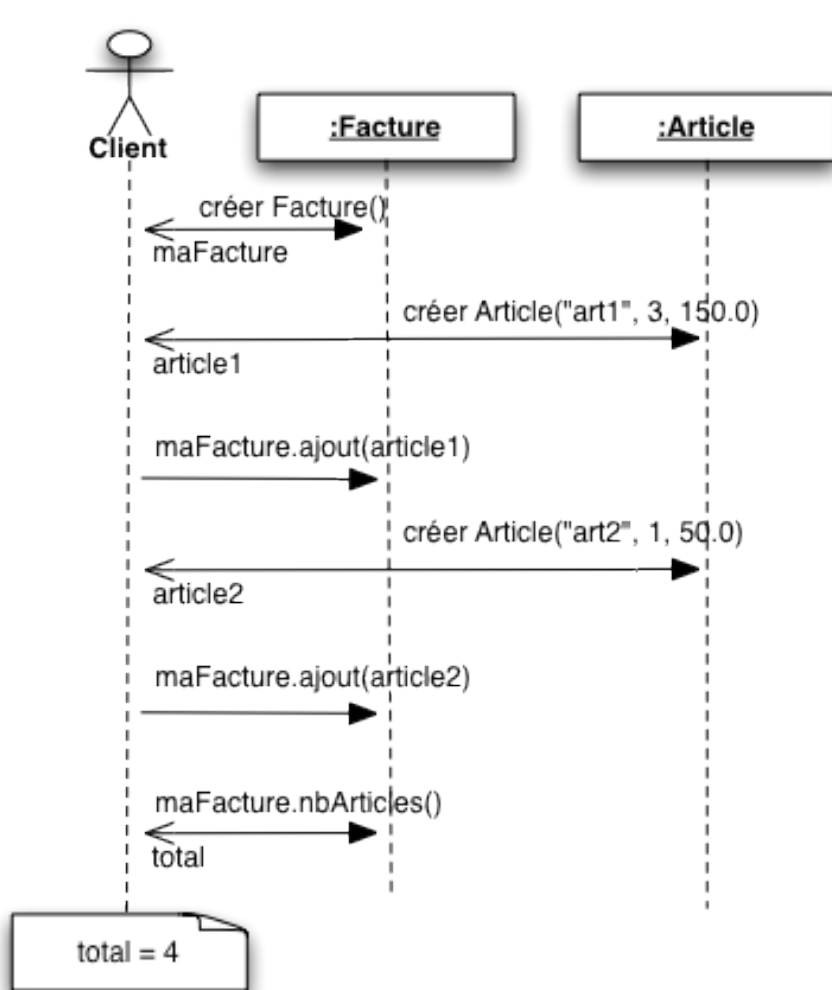 Client
:Facture
:Article
créer Facture()
maFacture
créer Article("art1", 3, 150.0)
article1
maFacture.ajout(article1)
créer Article("art2", 1, 50.0)
article2
maFacture.ajout(article2)
maFacture.nbArticles()
total
total = 4